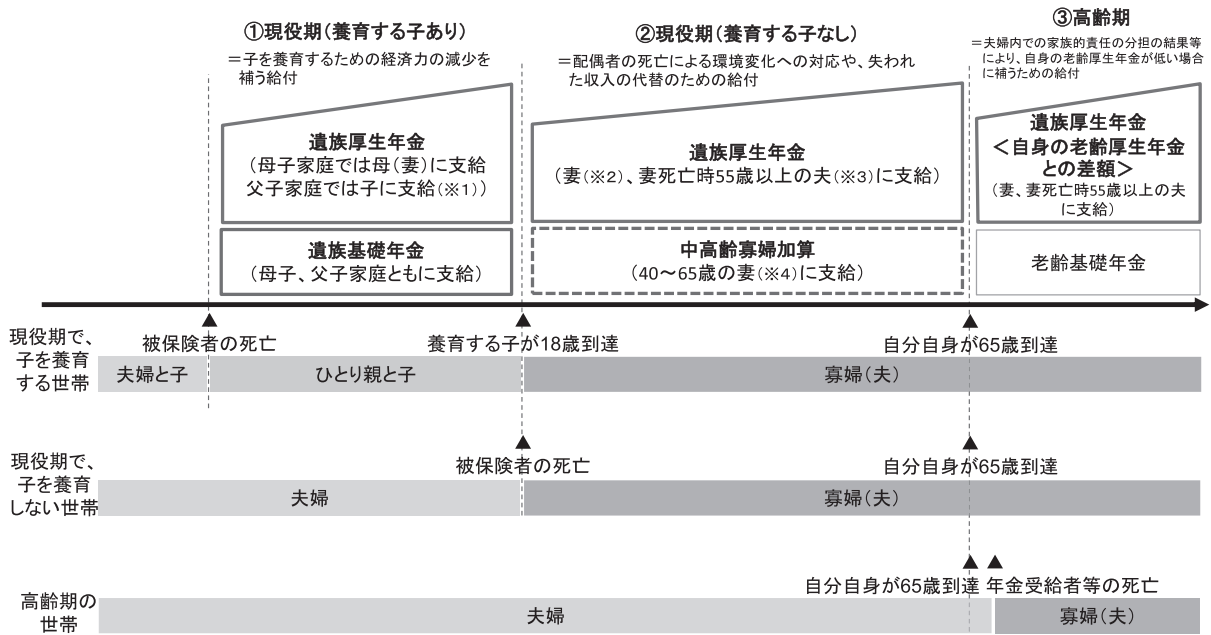 ①現役期(養育する子あり)
＝子を養育するための経済力の減少を
補う給付
②現役期(養育する子なし)
＝配偶者の死亡による環境変化への対応や、失われ
た収入の代替のための給付
③高齢期
＝夫婦内での家族的責任の分担の結果等
により、自身の老齢厚生年金が低い場合
に補うための給付
遺族厚生年金
(母子家庭では母(妻)に支給
父子家庭では子に支給(※1))
遺族厚生年金
(妻(※2)、妻死亡時55歳以上の夫(※3)に支給)
遺族厚生年金
＜自身の老齢厚生年金
との差額＞
(妻、妻死亡時55歳以上の夫
に支給)
遺族基礎年金
(母子、父子家庭ともに支給)
中高齢寡婦加算
(40～65歳の妻(※4)に支給)
老齢基礎年金
現役期で、
子を養育
する世帯
▲
被保険者の死亡
▲
養育する子が18歳到達
▲
自分自身が65歳到達
夫婦と子
ひとり親と子
寡婦(夫)
現役期で、
子を養育
しない世帯
▲
被保険者の死亡
▲
自分自身が65歳到達
夫婦
寡婦(夫)
高齢期の
世帯
▲ ▲
自分自身が65歳到達 年金受給者等の死亡
夫婦
寡婦(夫)